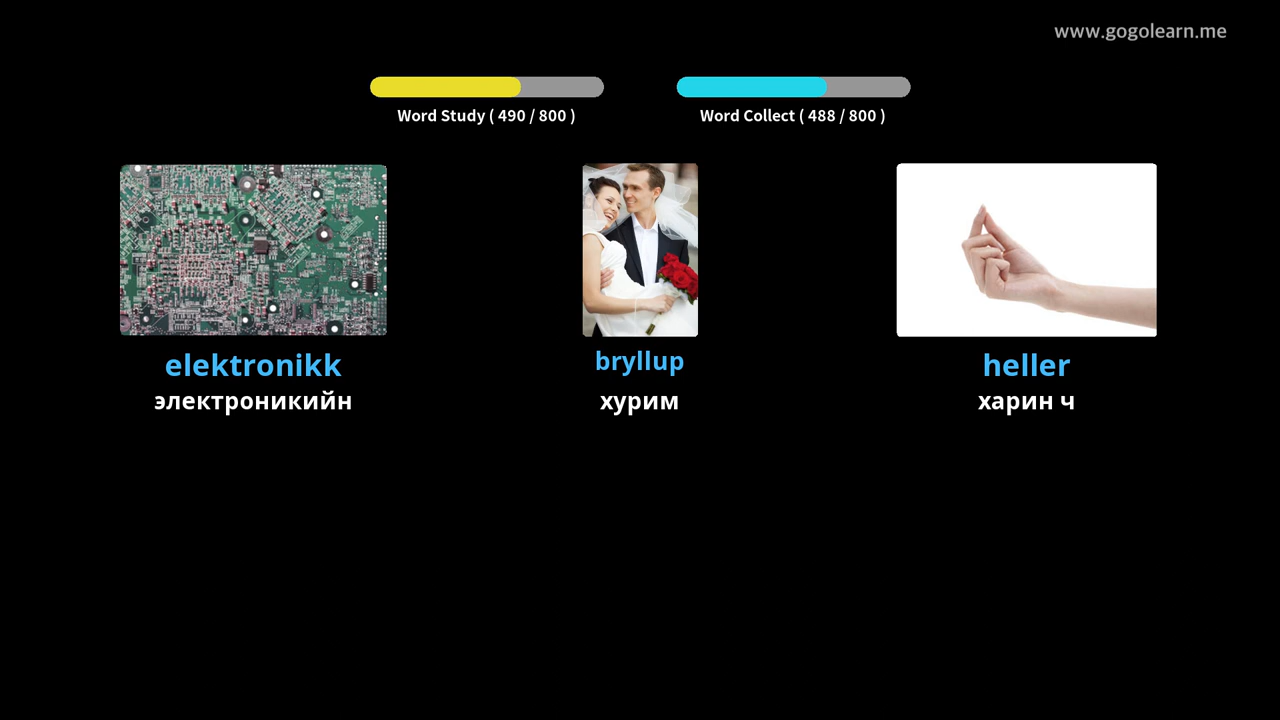 www.gogolearn.me
Word Study ( 490 / 800 )
Word Collect ( 488 / 800 )
elektronikk
электроникийн
bryllup
хурим
heller
харин ч